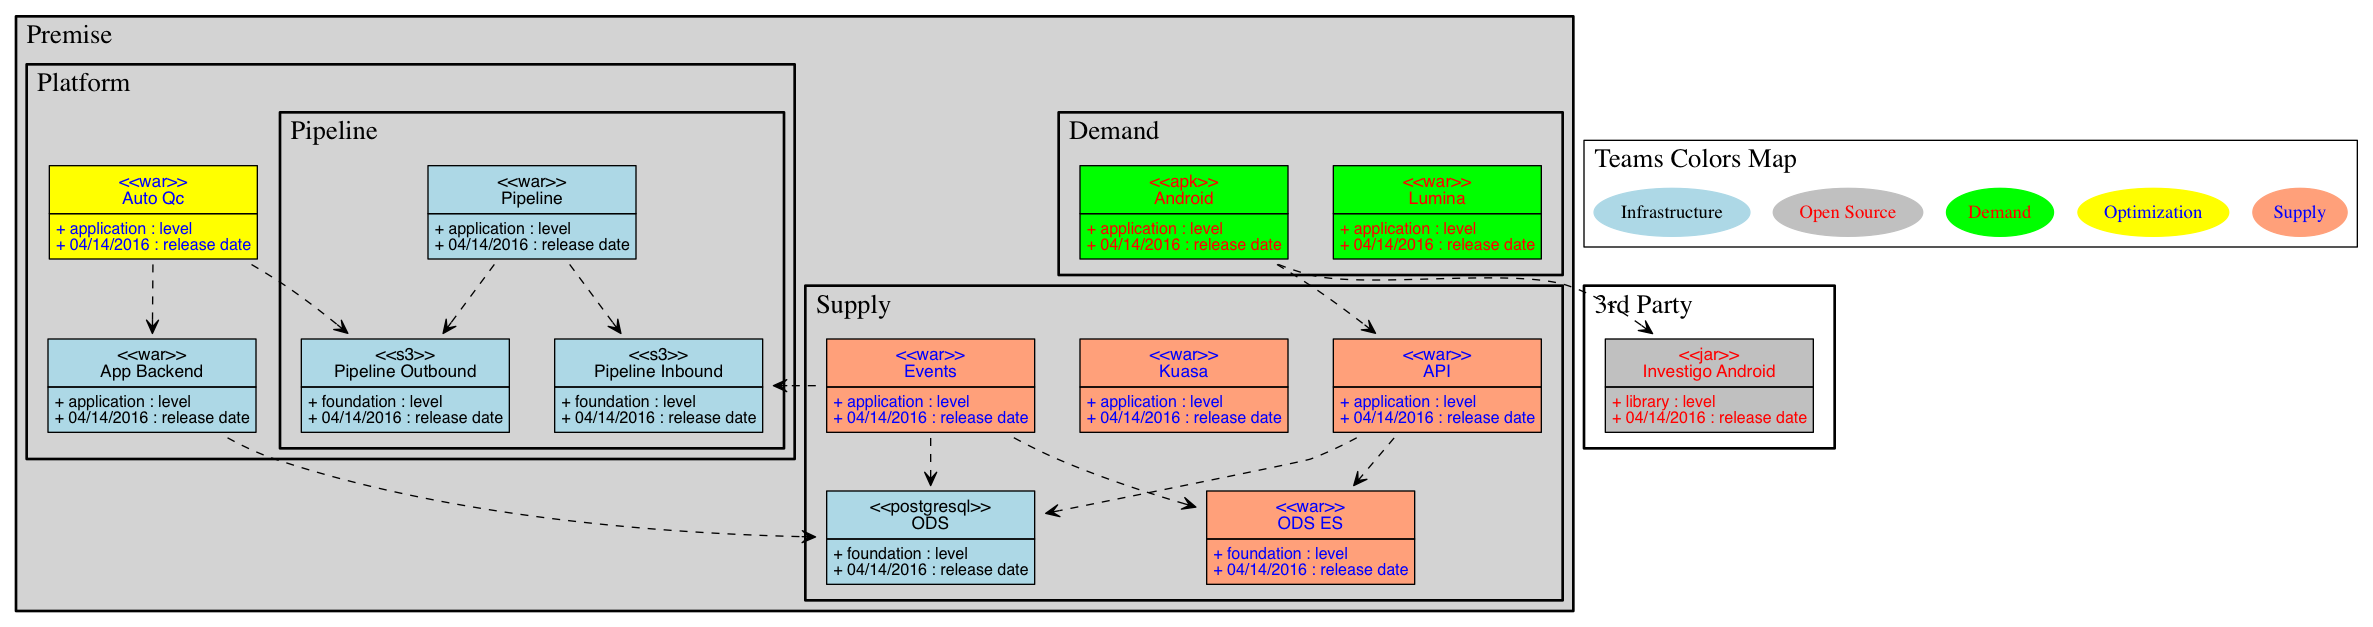 Premise
Platform
Pipeline
<<war>>
Auto Qc
+ application : level
+ 04/14/2016 : release date
<<war>>
Pipeline
+ application : level
+ 04/14/2016 : release date
<<war>>
App Backend
+ application : level
+ 04/14/2016 : release date
<<s3>>
Pipeline Outbound
+ foundation : level
+ 04/14/2016 : release date
<<s3>>
Pipeline Inbound
+ foundation : level
+ 04/14/2016 : release date
Demand
<<apk>>
Android
+ application : level
+ 04/14/2016 : release date
<<war>>
Lumina
+ application : level
+ 04/14/2016 : release date
Supply
<<war>>
Events
+ application : level
+ 04/14/2016 : release date
<<war>>
Kuasa
+ application : level
+ 04/14/2016 : release date
<<war>>
API
+ application : level
+ 04/14/2016 : release date
<<postgresql>>
ODS
+ foundation : level
+ 04/14/2016 : release date
<<war>>
ODS ES
+ foundation : level
+ 04/14/2016 : release date
Teams Colors Map
Infrastructure
Open Source
Demand
Optimization
Supply
3rd Party
<<jar>>
Investigo Android
+ library : level
+ 04/14/2016 : release date